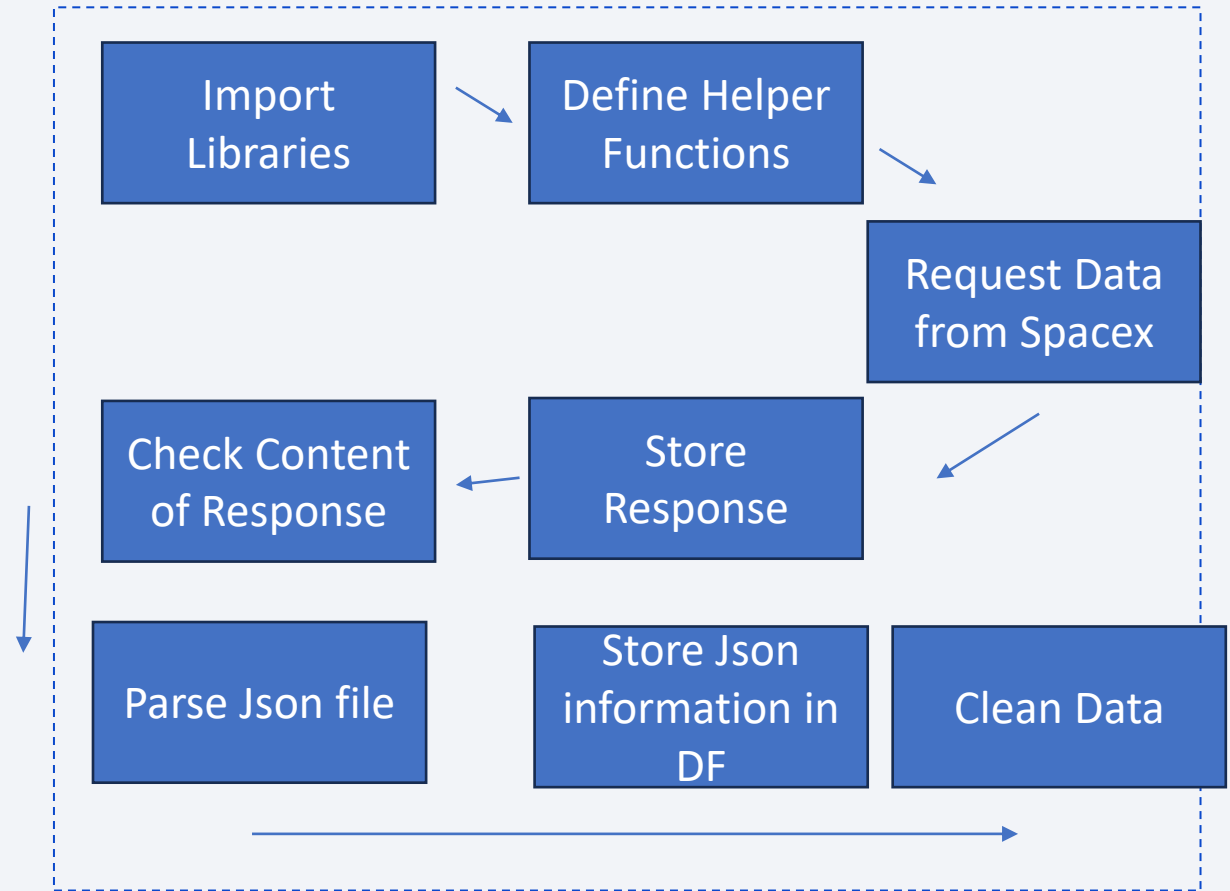 Import
Libraries
Define Helper
Functions
Request Data
from Spacex
Store
Response
Check Content
of Response
Parse Json file
Store Json
information in
DF
Clean Data